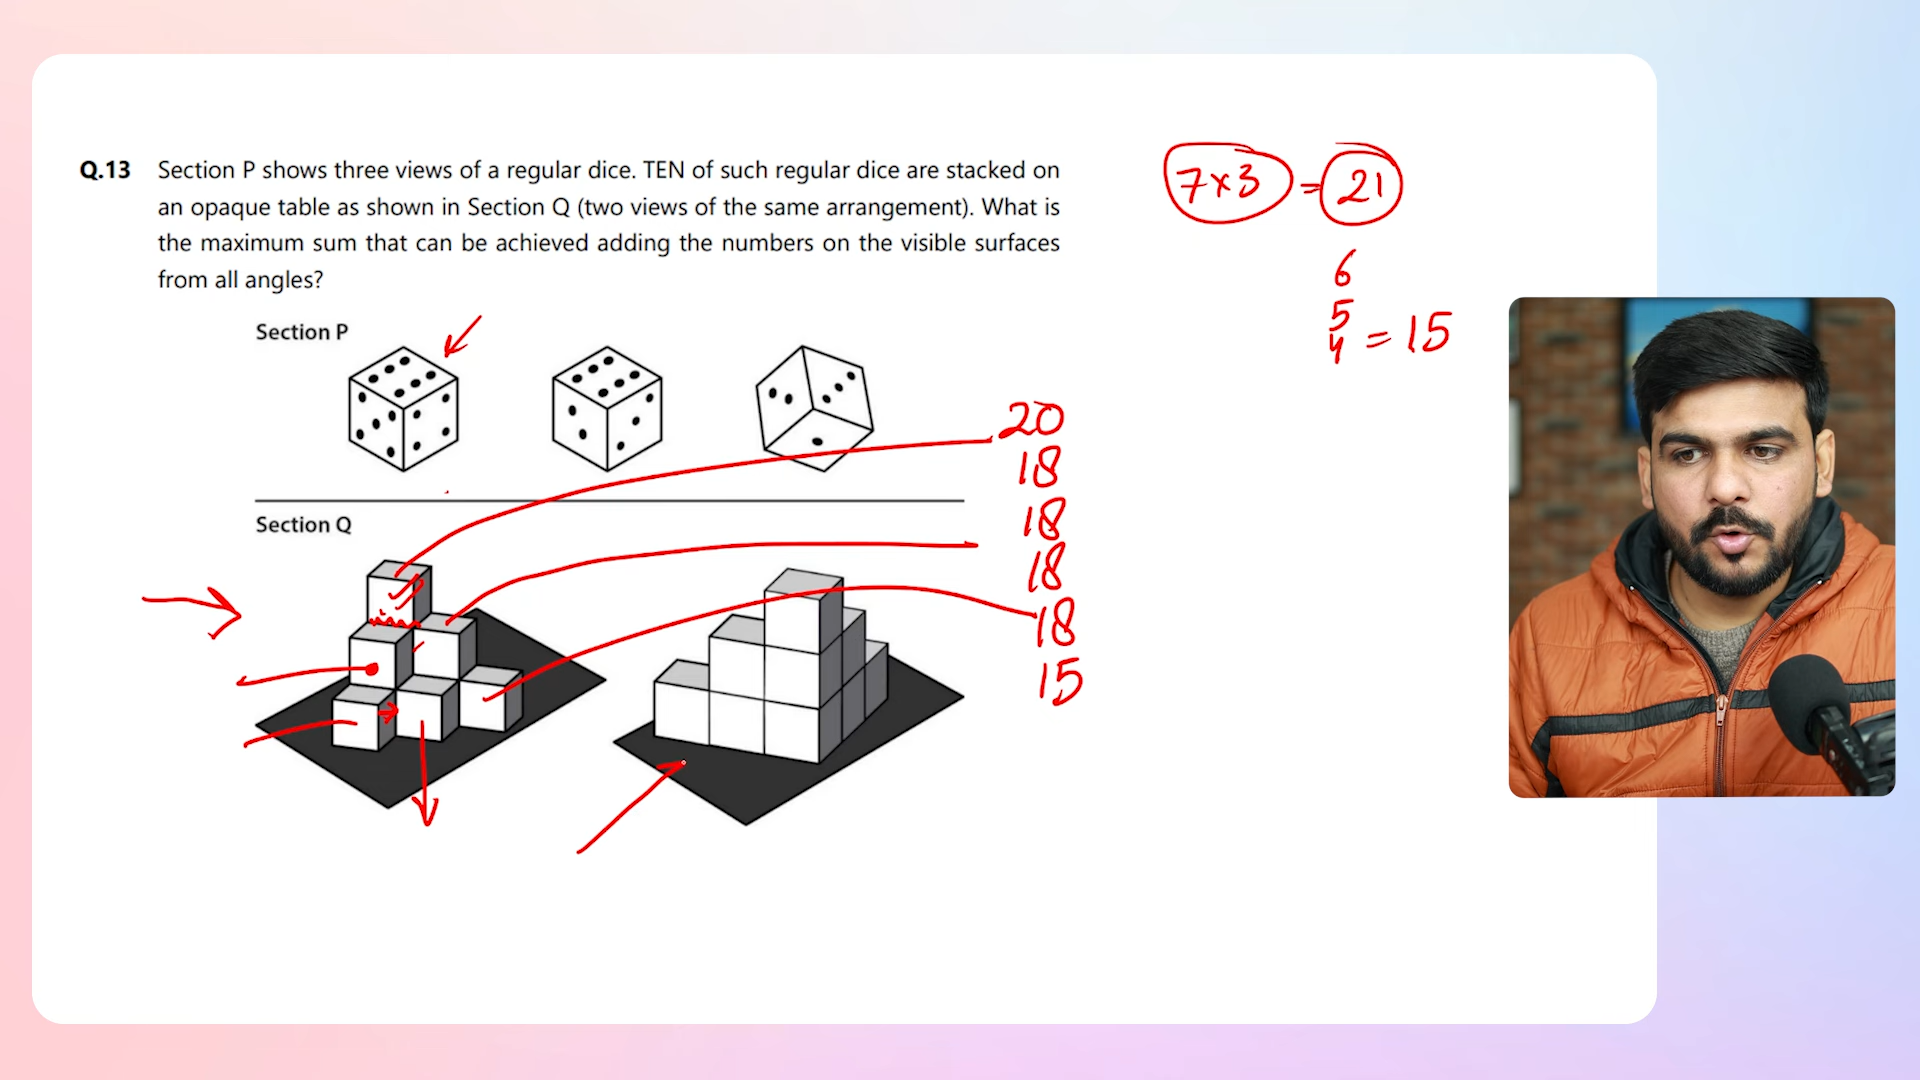 Q.13 Section P shows three views of a regular dice. TEN of such regular dice are stacked on
an opaque table as shown in Section Q (two views of the same arrangement). What is
the maximum sum that can be achieved adding the numbers on the visible surfaces
from all angles?
Section P
Section Q
7x3 = 21
6
5
4 = 15
20
18
18
18
18
15